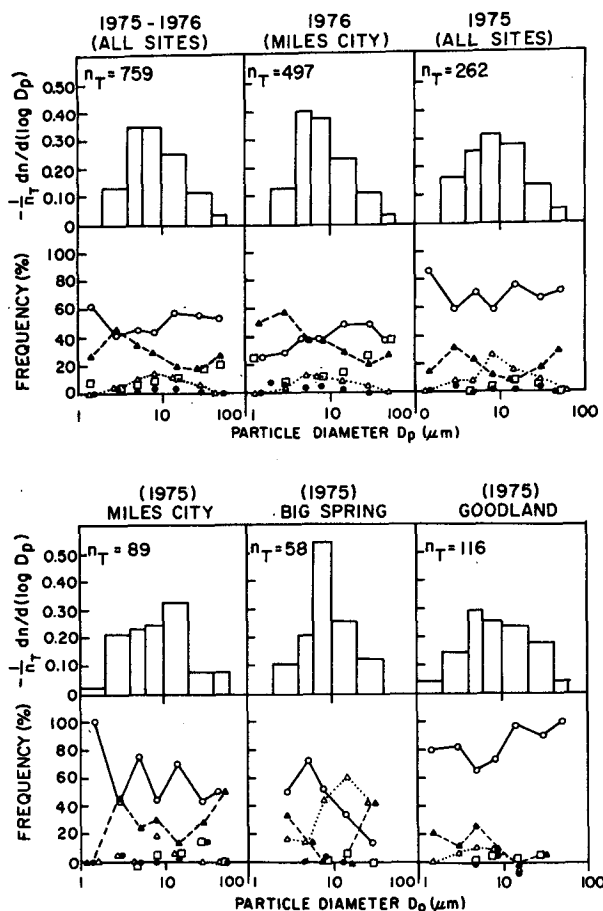 1975-1976 (ALL SITES)
1976 (MILES CITY)
1975 (ALL SITES)
n_T = 759
n_T = 497
n_T = 262
0.50
0.40
0.30
0.20
0.10
0
-1/n_T dn/d(log Dp)
100
80
60
40
20
0
FREQUENCY (%)
1 10 100
1 10 100
1 10 100
PARTICLE DIAMETER Dp (μm)
(1975) MILES CITY
(1975) BIG SPRING
(1975) GOODLAND
n_T = 89
n_T = 58
n_T = 116
0.50
0.40
0.30
0.20
0.10
0
-1/n_T dn/d(log Dp)
100
80
60
40
20
0
FREQUENCY (%)
1 10 100
1 10 100
1 10 100
PARTICLE DIAMETER Dp (μm)